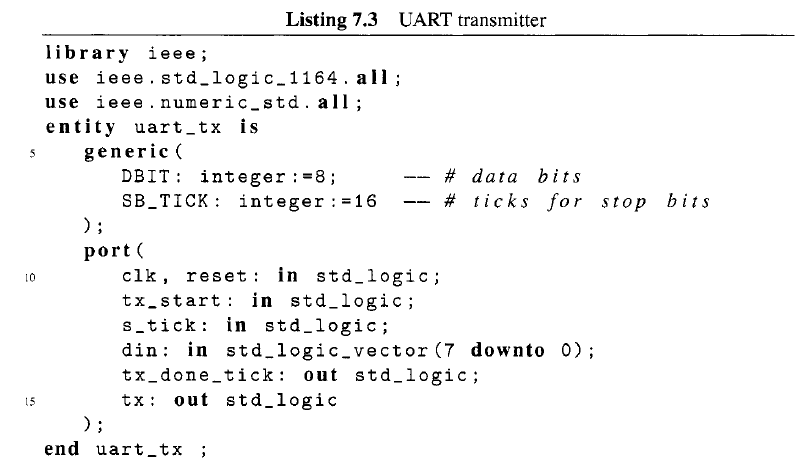 Listing 7.3 UART transmitter
library ieee;
use ieee.std_logic_1164.all;
use ieee.numeric_std.all;
entity uart_tx is
5 generic(
DBIT: integer:=8; -- # data bits
SB_TICK: integer:=16 -- # ticks for stop bits
);
port(
10 clk, reset: in std_logic;
tx_start: in std_logic;
s_tick: in std_logic;
din: in std_logic_vector(7 downto 0);
tx_done_tick: out std_logic;
15 tx: out std_logic
);
end uart_tx ;